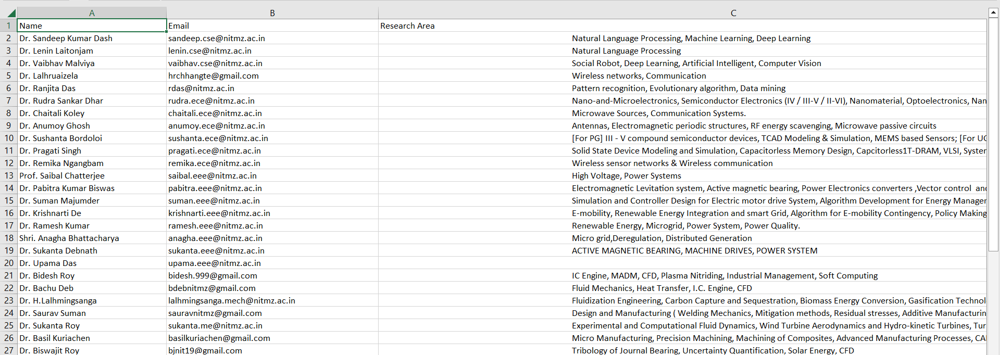 A B C
1 Name Email Research Area
2 Dr. Sandeep Kumar Dash sandeep.cse@nitmz.ac.in Natural Language Processing, Machine Learning, Deep Learning
3 Dr. Lenin Laitonjam lenin.cse@nitmz.ac.in Natural Language Processing
4 Dr. Vaibhav Malviya vaibhav.cse@nitmz.ac.in Social Robot, Deep Learning, Artificial Intelligent, Computer Vision
5 Dr. Lalhruaizela hrchhangte@gmail.com Wireless networks, Communication
6 Dr. Ranjita Das rdas@nitmz.ac.in Pattern recognition, Evolutionary algorithm, Data mining
7 Dr. Rudra Sankar Dhar rudra.ece@nitmz.ac.in Nano-and-Microelectronics, Semiconductor Electronics (IV / III-V / II-VI), Nanomaterial, Optoelectronics, Nan
8 Dr. Chaitali Koley chaitali.ece@nitmz.ac.in Microwave Sources, Communication Systems.
9 Dr. Anumoy Ghosh anumoy.ece@nitmz.ac.in Antennas, Electromagnetic periodic structures, RF energy scavenging, Microwave passive circuits
10 Dr. Sushanta Bordoloi sushanta.ece@nitmz.ac.in [For PG] III - V compound semiconductor devices, TCAD Modeling & Simulation, MEMS based Sensors; [For UG
11 Dr. Pragati Singh pragati.ece@nitmz.ac.in Solid State Device Modeling and Simulation, Capacitorless Memory Design, Capcitorless1T-DRAM, VLSI, System
12 Dr. Remika Ngangbam remika.ece@nitmz.ac.in Wireless sensor networks & Wireless communication
13 Prof. Saibal Chatterjee saibal.eee@nitmz.ac.in High Voltage, Power Systems
14 Dr. Pabitra Kumar Biswas pabitra.eee@nitmz.ac.in Electromagnetic Levitation system, Active magnetic bearing, Power Electronics converters ,Vector control and
15 Dr. Suman Majumder suman.eee@nitmz.ac.in Simulation and Controller Design for Electric motor drive System, Algorithm Development for Energy Manager
16 Dr. Krishnarti De krishnarti.eee@nitmz.ac.in E-mobility, Renewable Energy Integration and smart Grid, Algorithm for E-mobility Contingency, Policy Making
17 Dr. Ramesh Kumar ramesh.eee@nitmz.ac.in Renewable Energy, Microgrid, Power System, Power Quality.
18 Shri. Anagha Bhattacharya anagha.eee@nitmz.ac.in Micro grid,Deregulation, Distributed Generation
19 Dr. Sukanta Debnath sukanta.eee@nitmz.ac.in ACTIVE MAGNETIC BEARING, MACHINE DRIVES, POWER SYSTEM
20 Dr. Upama Das upama.eee@nitmz.ac.in
21 Dr. Bidesh Roy bidesh.999@gmail.com IC Engine, MADM, CFD, Plasma Nitriding, Industrial Management, Soft Computing
22 Dr. Bachu Deb bdebnitmz@gmail.com Fluid Mechanics, Heat Transfer, I.C. Engine, CFD
23 Dr. H.Lalhmingsanga lalhmingsanga.mech@nitmz.ac.in Fluidization Engineering, Carbon Capture and Sequestration, Biomass Energy Conversion, Gasification Technol
24 Dr. Saurav Suman sauravnitmz@gmail.com Design and Manufacturing ( Welding Mechanics, Mitigation methods, Residual stresses, Additive Manufacturin
25 Dr. Sukanta Roy sukanta.me@nitmz.ac.in Experimental and Computational Fluid Dynamics, Wind Turbine Aerodynamics and Hydro-kinetic Turbines, Tur
26 Dr. Basil Kuriachen basilkuriachen@gmail.com Micro Manufacturing, Precision Machining, Machining of Composites, Advanced Manufacturing Processes, CA
27 Dr. Biswajit Roy bjnit19@gmail.com Tribology of Journal Bearing, Uncertainty Quantification, Solar Energy, CFD